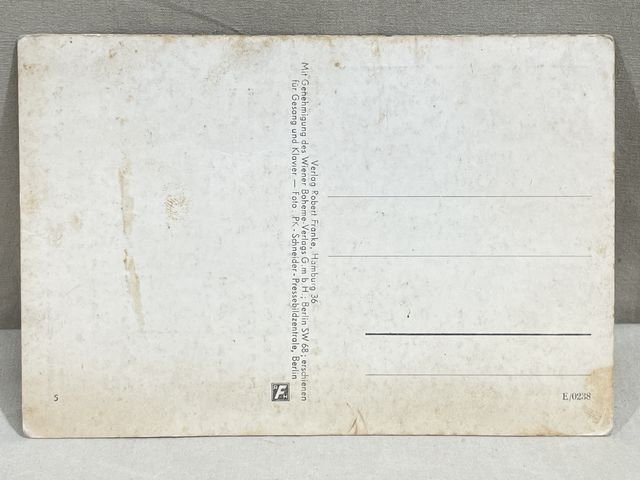 Verlag Robert Franke, Hamburg 36
Mit Genehmigung des Wiener Boheme-Verlags G. m. b. H., Berlin SW 68; erschienen
für Gesang und Klavier — Foto: PK - Schneider - Pressebildzentrale, Berlin
5
E/0238